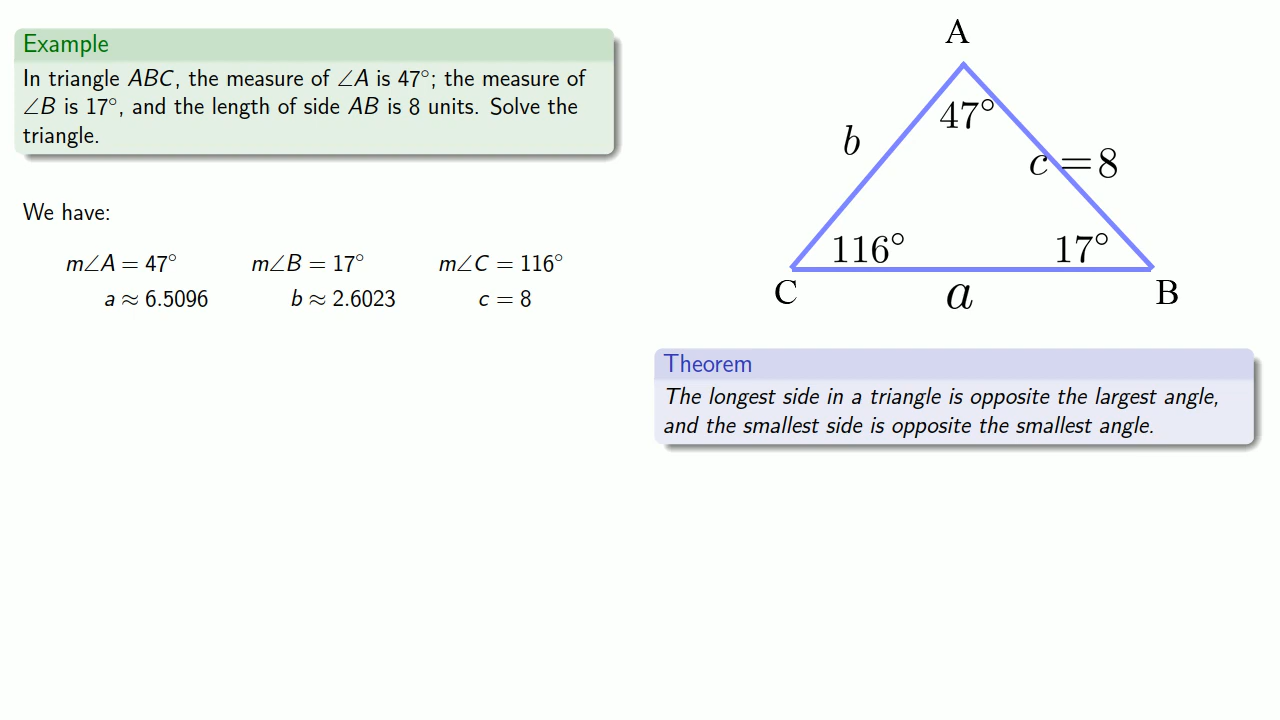 Example
In triangle ABC, the measure of ∠A is 47°; the measure of
∠B is 17°, and the length of side AB is 8 units. Solve the
triangle.
We have:
m∠A = 47° m∠B = 17° m∠C = 116°
a ≈ 6.5096 b ≈ 2.6023 c = 8
A
47°
b
c = 8
116°
17°
C
a
B
Theorem
The longest side in a triangle is opposite the largest angle,
and the smallest side is opposite the smallest angle.